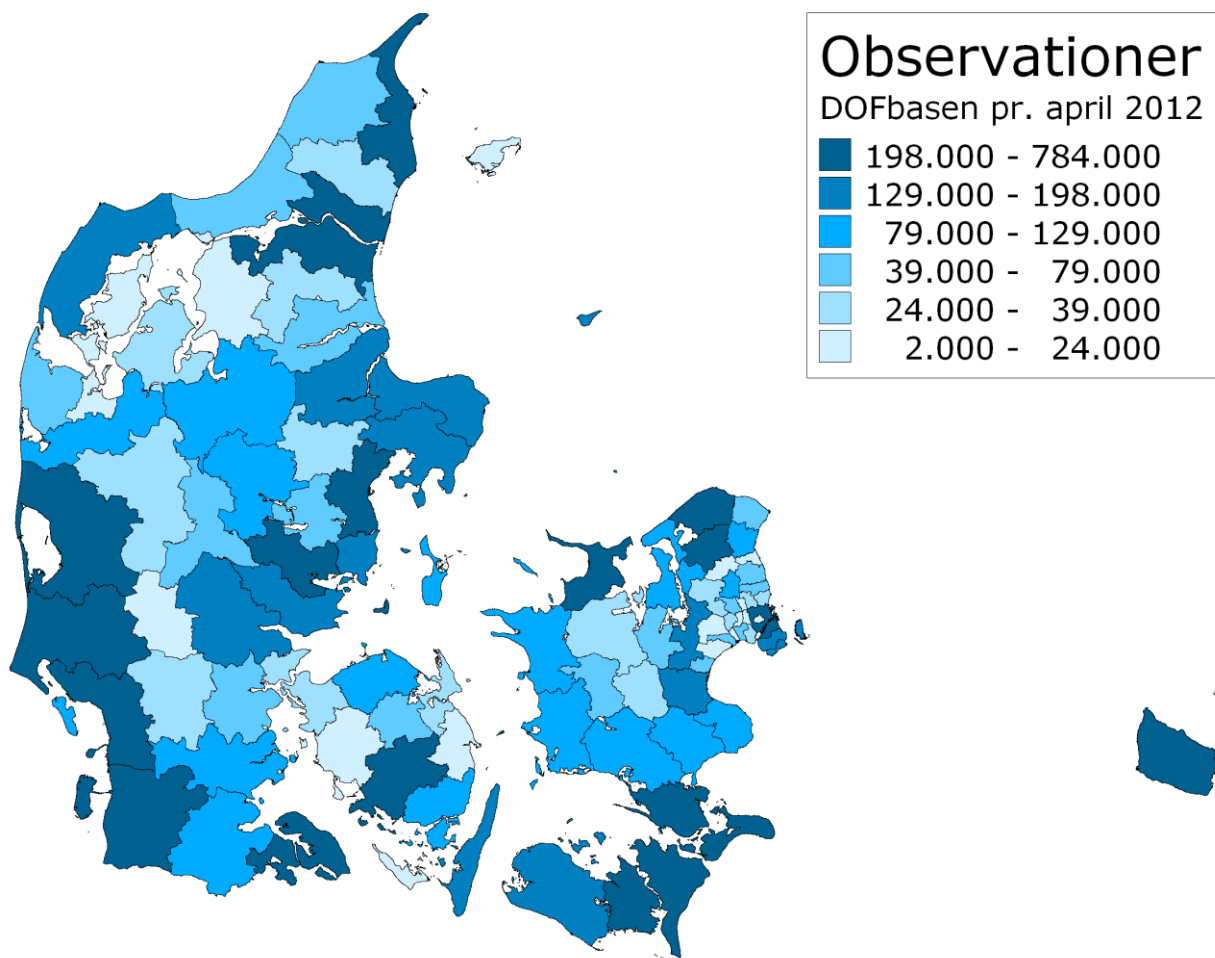 Observationer
DOFbasen pr. april 2012
198.000 - 784.000
129.000 - 198.000
79.000 - 129.000
39.000 - 79.000
24.000 - 39.000
2.000 - 24.000